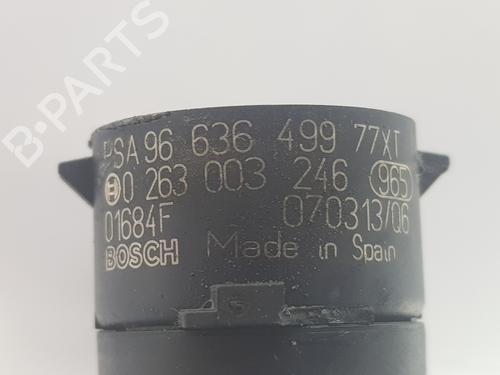 PSA 96 636 499 77XT
0 263 003 246 965
01684F 070313/06
BOSCH Made in Spain
B-PARTS